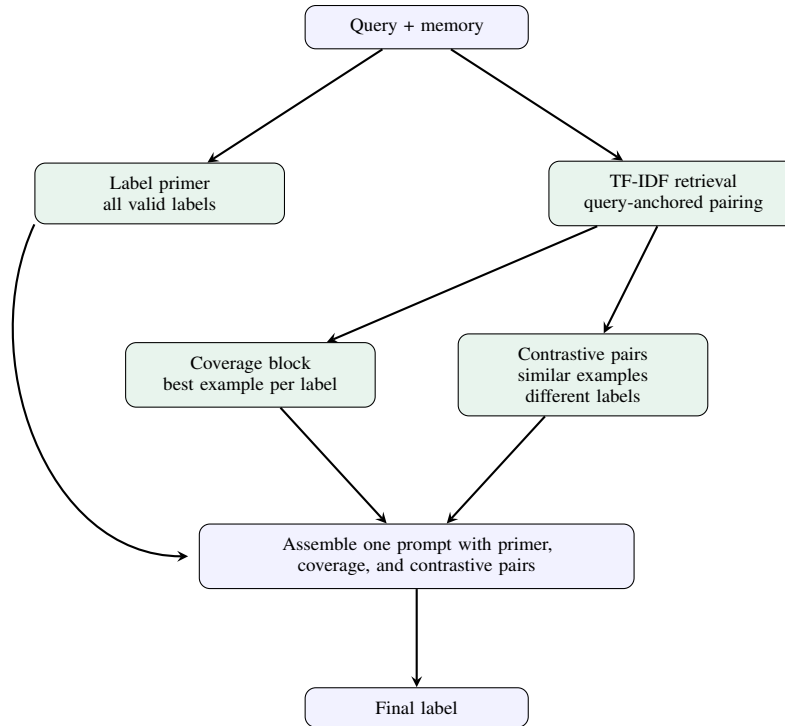 Query + memory
Label primer
all valid labels
TF-IDF retrieval
query-anchored pairing
Coverage block
best example per label
Contrastive pairs
similar examples
different labels
Assemble one prompt with primer,
coverage, and contrastive pairs
Final label